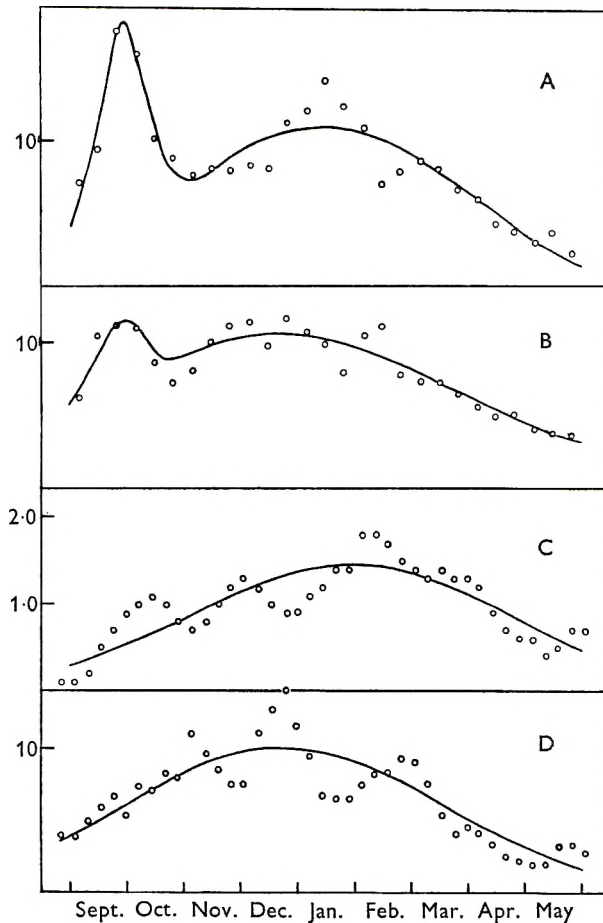 A
10
B
10
2·0
C
1·0
D
10
Sept. Oct. Nov. Dec. Jan. Feb. Mar. Apr. May